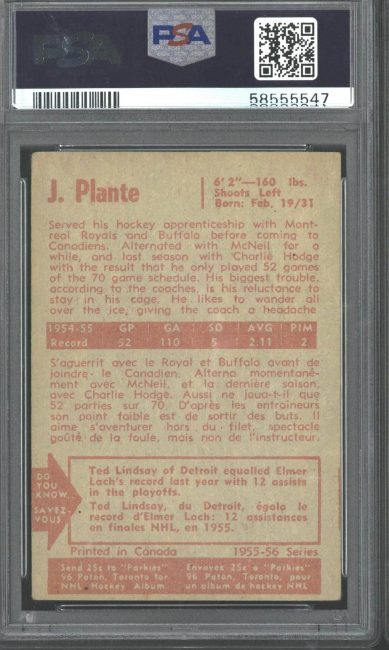 PSA
PSA
58555547
J. Plante
6' 2"—160 lbs.
Shoots Left
Born: Feb. 19/31
Served his hockey apprenticeship with Mont-
real Royals and Buffalo before coming to
Canadiens. Alternated with McNeil for a
while, and last season with Charlie Hodge
with the result that he only played 52 games
of the 70 game schedule. His biggest trouble,
according to the coaches, is his reluctance to
stay in his cage. He likes to wander all
over the ice, giving the coach a headache
1954-55 GP GA SO AVG PIM
Record 52 110 5 2.11 2
S'aguerrit avec le Royal et Buffalo avant de
joindre le Canadien. Alterna momentané-
ment avec McNeil, et la dernière saison,
avec Charlie Hodge. Aussi ne joua-t-il que
52 parties sur 70 D'après les entraîneurs
son point faible est de sortir des buts. Il
aime s'aventurer hors du filet, spectacle
goûté de la foule, mais non de l'instructeur.
DO
YOU
KNOW
SAVEZ-
VOUS
Ted Lindsay of Detroit equalled Elmer
Lach's record last year with 12 assists
in the playoffs.
Ted Lindsay, du Detroit, égala le
record d'Elmer Lach: 12 assistances
en finales NHL, en 1955.
Printed in Canada 1955-56 Series
Send 25c to "Parkies"
96 Paton, Toronto for
NHL Hockey Album
Envoyez 25c à "Parkies"
96 Paton, Toronto, pour
un album de hockey NHL